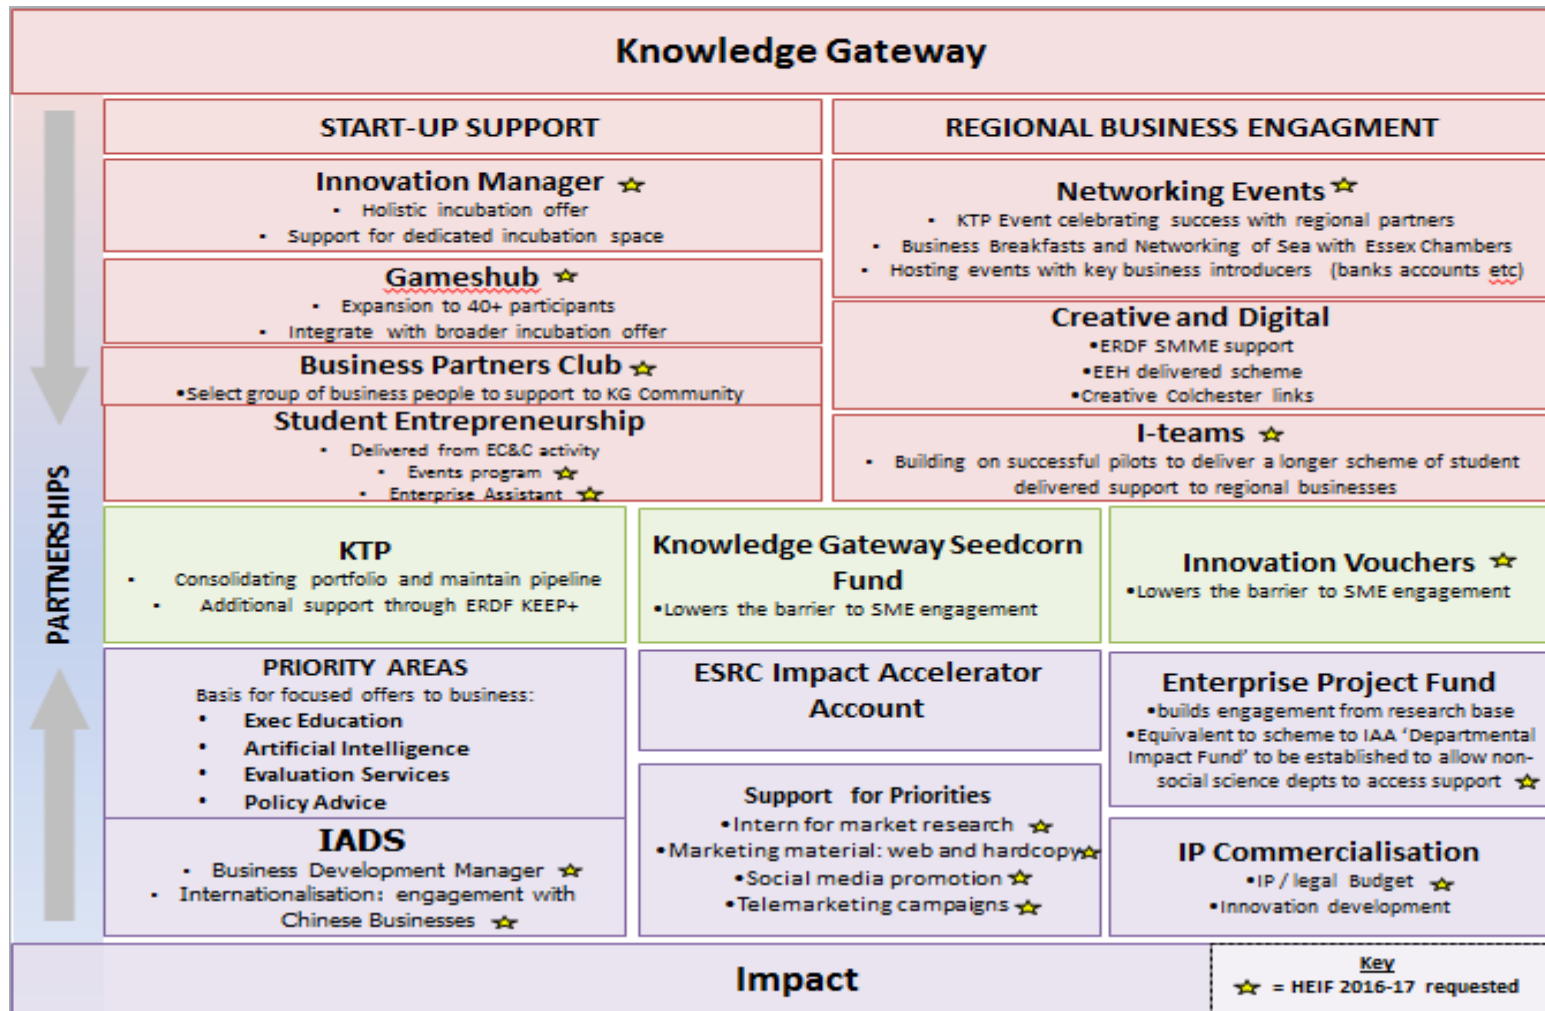 Knowledge Gateway
START-UP SUPPORT
Innovation Manager
▪ Holistic incubation offer
▪ Support for dedicated incubation space
Gameshub
▪ Expansion to 40+ participants
▪ Integrate with broader incubation offer
Business Partners Club
•Select group of business people to support to KG Community
Student Entrepreneurship
▪ Delivered from EC&C activity
▪ Events program
▪ Enterprise Assistant
REGIONAL BUSINESS ENGAGMENT
Networking Events
▪ KTP Event celebrating success with regional partners
▪ Business Breakfasts and Networking of Sea with Essex Chambers
▪ Hosting events with key business introducers (banks accounts etc)
Creative and Digital
•ERDF SMME support
•EEH delivered scheme
•Creative Colchester links
I-teams
▪ Building on successful pilots to deliver a longer scheme of student
delivered support to regional businesses
PARTNERSHIPS
KTP
▪ Consolidating portfolio and maintain pipeline
▪ Additional support through ERDF KEEP+
Knowledge Gateway Seedcorn
Fund
•Lowers the barrier to SME engagement
Innovation Vouchers
•Lowers the barrier to SME engagement
PRIORITY AREAS
Basis for focused offers to business:
• Exec Education
• Artificial Intelligence
• Evaluation Services
• Policy Advice
IADS
▪ Business Development Manager
▪ Internationalisation: engagement with
Chinese Businesses
ESRC Impact Accelerator
Account
Support for Priorities
•Intern for market research
•Marketing material: web and hardcopy
•Social media promotion
•Telemarketing campaigns
Enterprise Project Fund
•builds engagement from research base
•Equivalent to scheme to IAA ‘Departmental
Impact Fund’ to be established to allow non-
social science depts to access support
IP Commercialisation
•IP / legal Budget
•Innovation development
Impact
Key
= HEIF 2016-17 requested